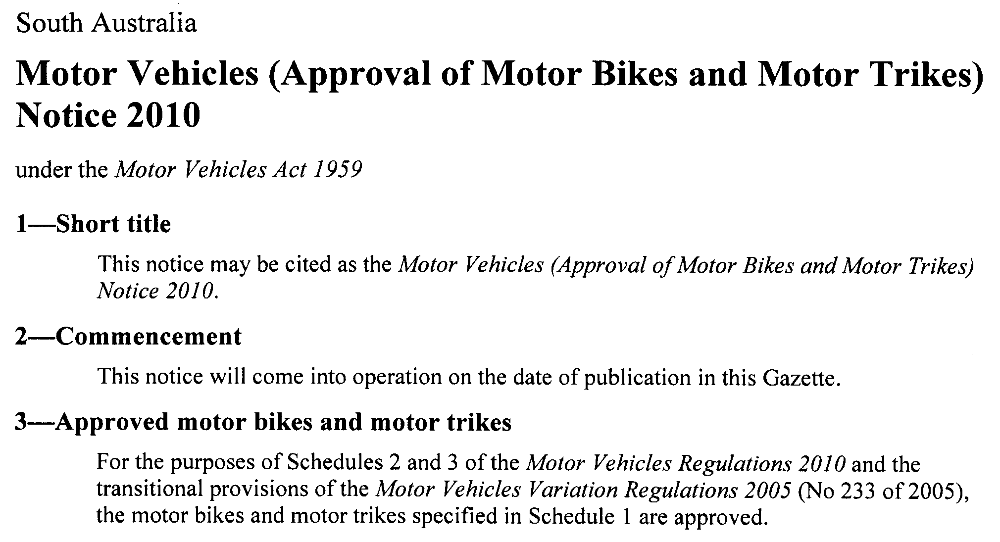 South Australia
Motor Vehicles (Approval of Motor Bikes and Motor Trikes)
Notice 2010
under the Motor Vehicles Act 1959
1—Short title
This notice may be cited as the Motor Vehicles (Approval of Motor Bikes and Motor Trikes)
Notice 2010.
2—Commencement
This notice will come into operation on the date of publication in this Gazette.
3—Approved motor bikes and motor trikes
For the purposes of Schedules 2 and 3 of the Motor Vehicles Regulations 2010 and the
transitional provisions of the Motor Vehicles Variation Regulations 2005 (No 233 of 2005),
the motor bikes and motor trikes specified in Schedule 1 are approved.